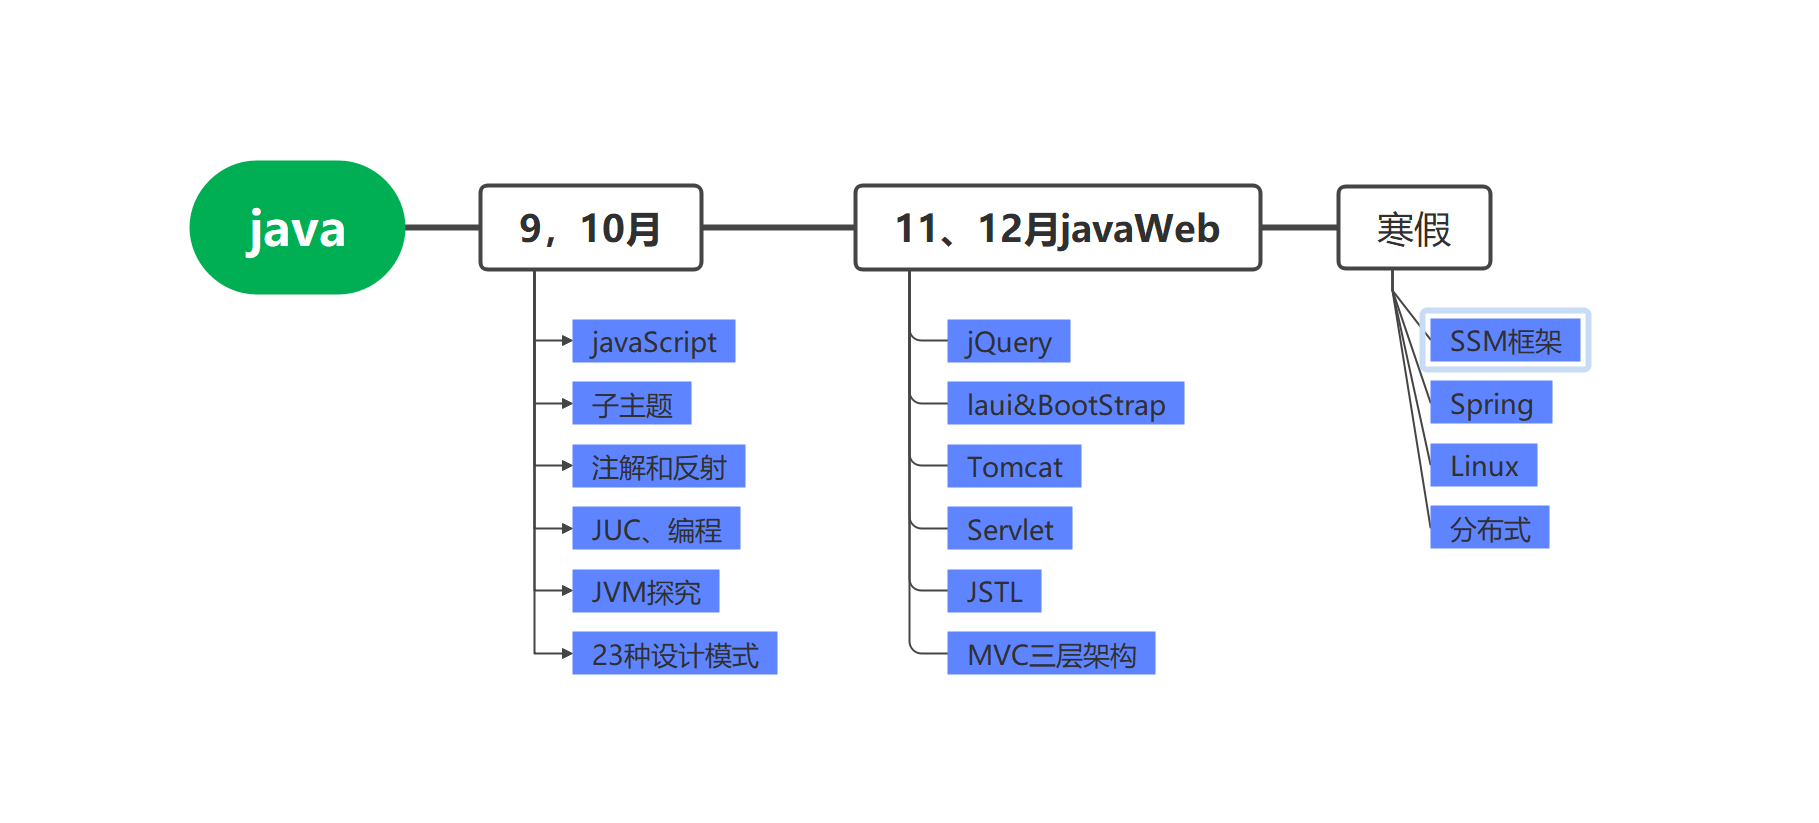 java
9，10月
javaScript
子主题
注解和反射
JUC、编程
JVM探究
23种设计模式
11、12月javaWeb
jQuery
laui&BootStrap
Tomcat
Servlet
JSTL
MVC三层架构
寒假
SSM框架
Spring
Linux
分布式